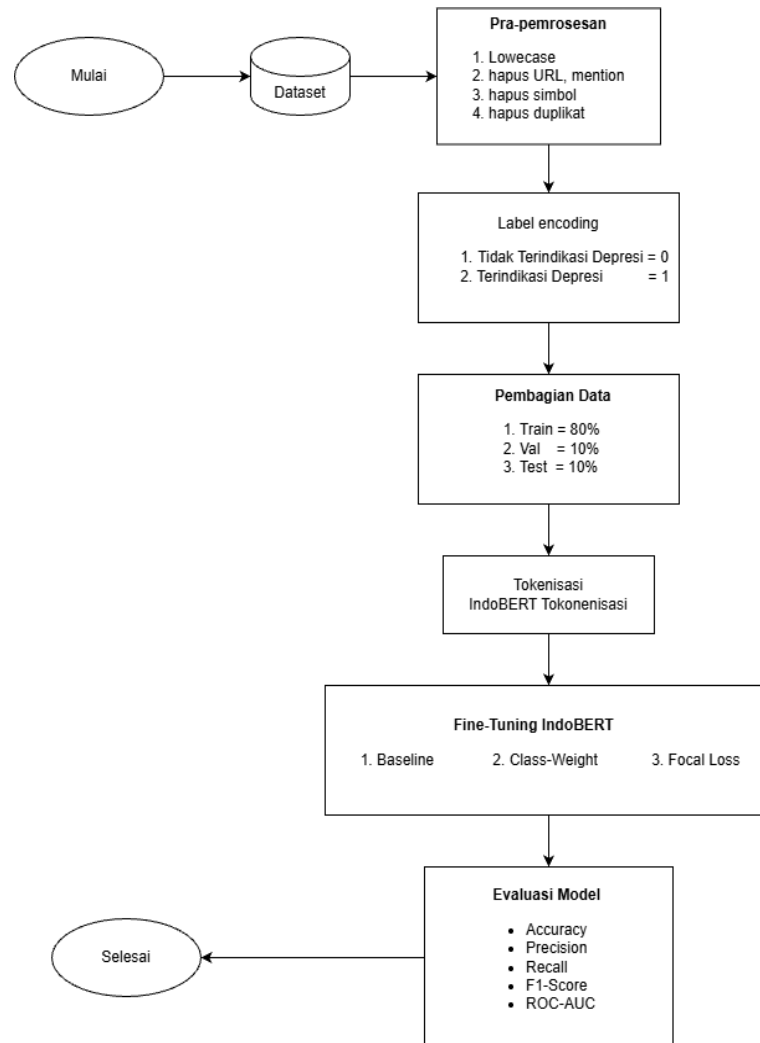 Mulai
Dataset
Pra-pemrosesan
1. Lowecase
2. hapus URL, mention
3. hapus simbol
4. hapus duplikat
Label encoding
1. Tidak Terindikasi Depresi = 0
2. Terindikasi Depresi = 1
Pembagian Data
1. Train = 80%
2. Val = 10%
3. Test = 10%
Tokenisasi
IndoBERT Tokonenisasi
Fine-Tuning IndoBERT
1. Baseline 2. Class-Weight 3. Focal Loss
Evaluasi Model
• Accuracy
• Precision
• Recall
• F1-Score
• ROC-AUC
Selesai